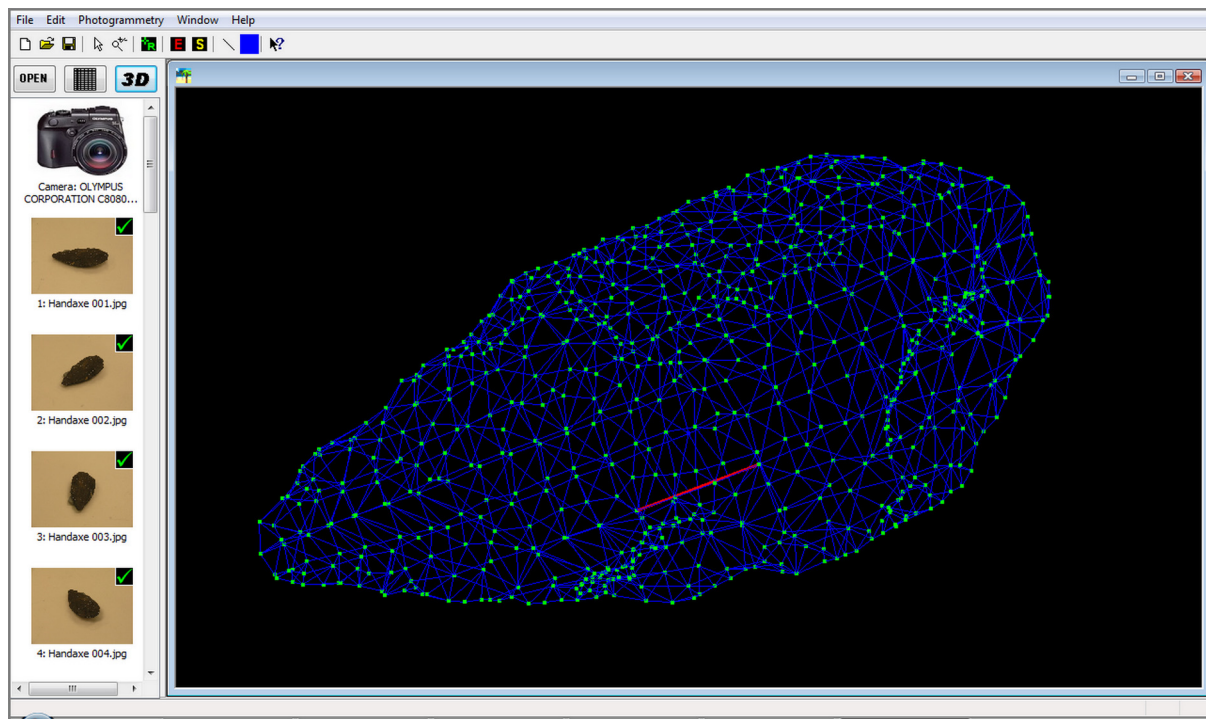 File Edit Photogrammetry Window Help
R E S ?
OPEN 3D
Camera: OLYMPUS
CORPORATION C8080...
1: Handaxe 001.jpg
2: Handaxe 002.jpg
3: Handaxe 003.jpg
4: Handaxe 004.jpg